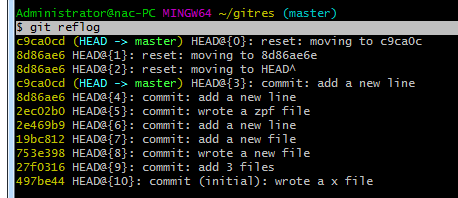 Administrator@nac-PC MINGW64 ~/gitres (master)
$ git reflog
c9ca0cd (HEAD -> master) HEAD@{0}: reset: moving to c9ca0c
8d86ae6 HEAD@{1}: reset: moving to 8d86ae6e
8d86ae6 HEAD@{2}: reset: moving to HEAD^
c9ca0cd (HEAD -> master) HEAD@{3}: commit: add a new line
8d86ae6 HEAD@{4}: commit: add a new line
2ec02b0 HEAD@{5}: commit: wrote a zpf file
2e469b9 HEAD@{6}: commit: add a new line
19bc812 HEAD@{7}: commit: add a new file
753e398 HEAD@{8}: commit: wrote a new file
27f0316 HEAD@{9}: commit: add 3 files
497be44 HEAD@{10}: commit (initial): wrote a x file